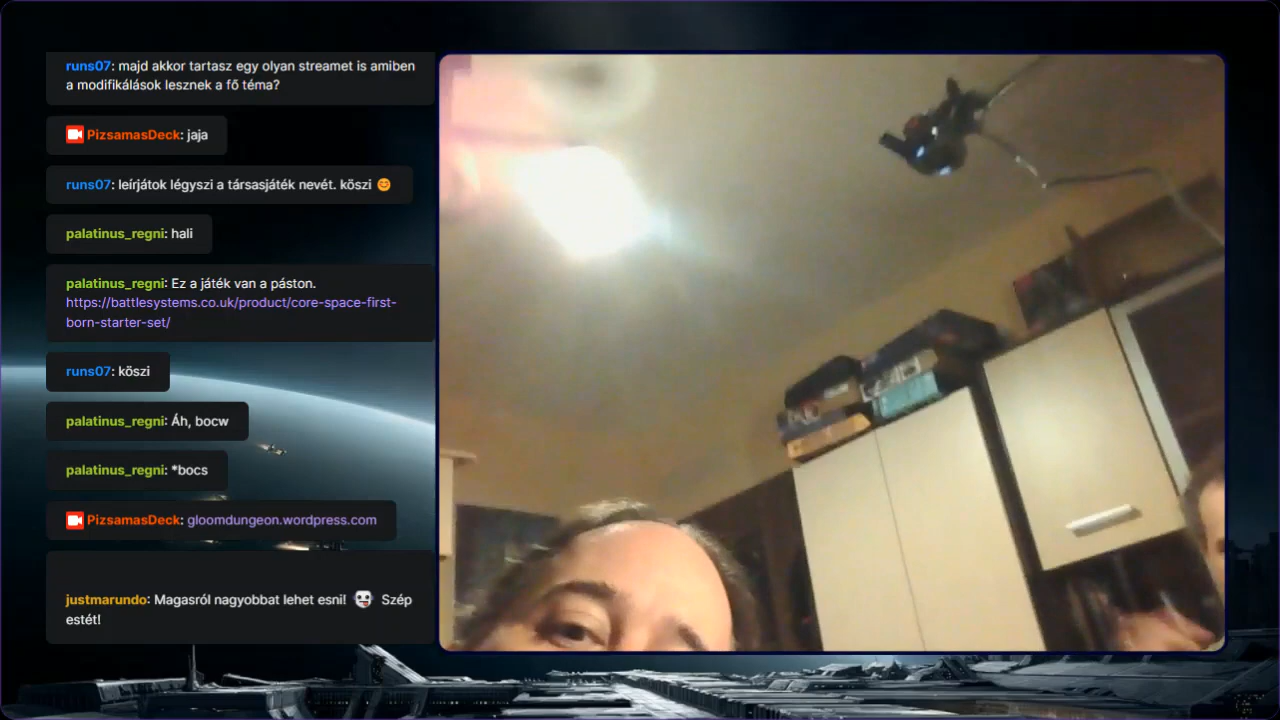 runs07: majd akkor tartasz egy olyan streamet is amiben
a modifikálások lesznek a fő téma?
PizsamasDeck: jaja
runs07: leírjátok légyszi a társasjáték nevét. köszi 😊
palatinus_regni: hali
palatinus_regni: Ez a játék van a páston.
https://battlesystems.co.uk/product/core-space-first-
born-starter-set/
runs07: köszi
palatinus_regni: Áh, bocw
palatinus_regni: *bocs
PizsamasDeck: gloomdungeon.wordpress.com
justmarundo: Magasról nagyobbat lehet esni! Szép
estét!